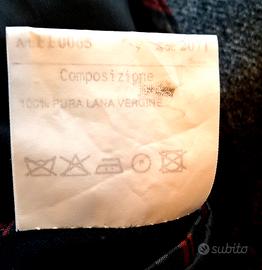 Composizione
100% PURA LANA VERGINE
subito